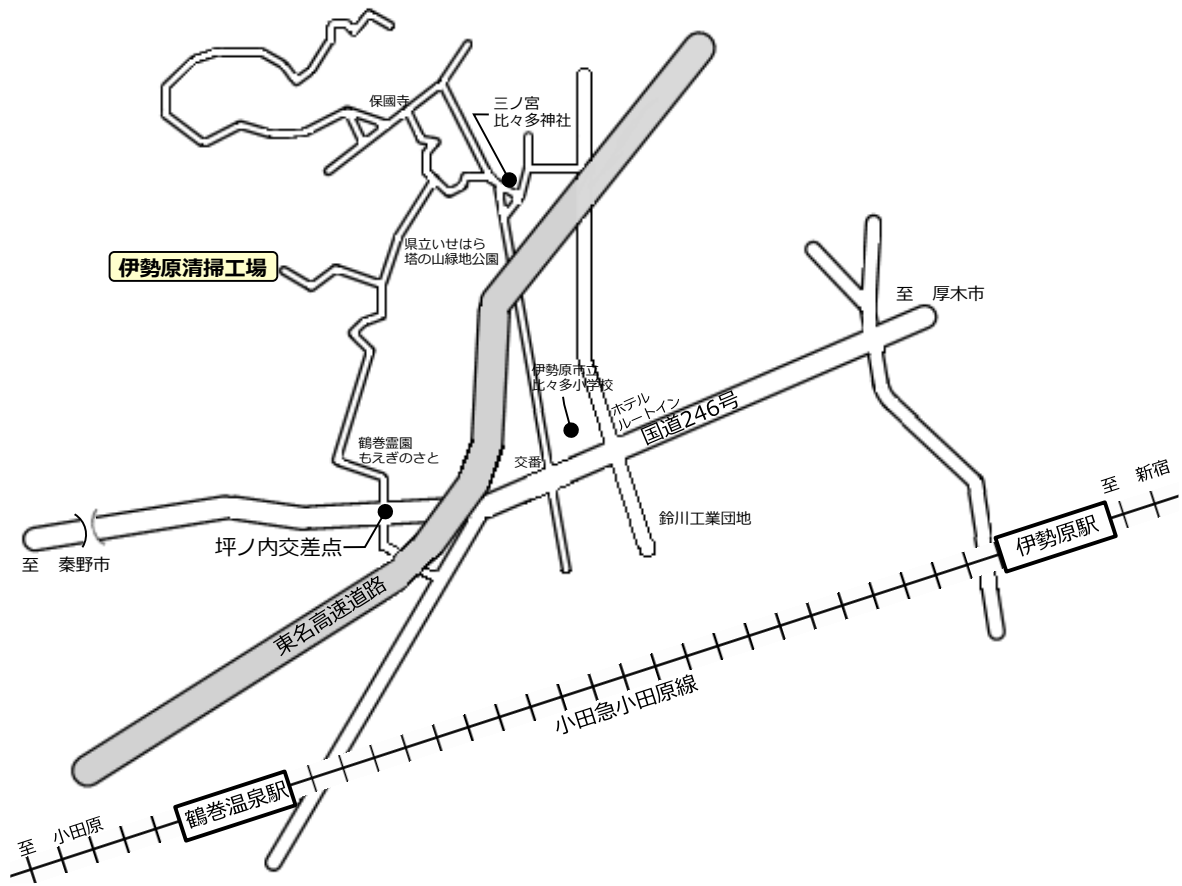 保國寺
三ノ宮
比々多神社
県立いせはら
塔の山緑地公園
伊勢原清掃工場
至 厚木市
伊勢原市立
比々多小学校
ホテル
ルートイン
国道246号
鶴巻霊園
もえぎのさと
交番
至 新宿
鈴川工業団地
坪ノ内交差点
伊勢原駅
至 秦野市
東名高速道路
小田急小田原線
鶴巻温泉駅
至 小田原